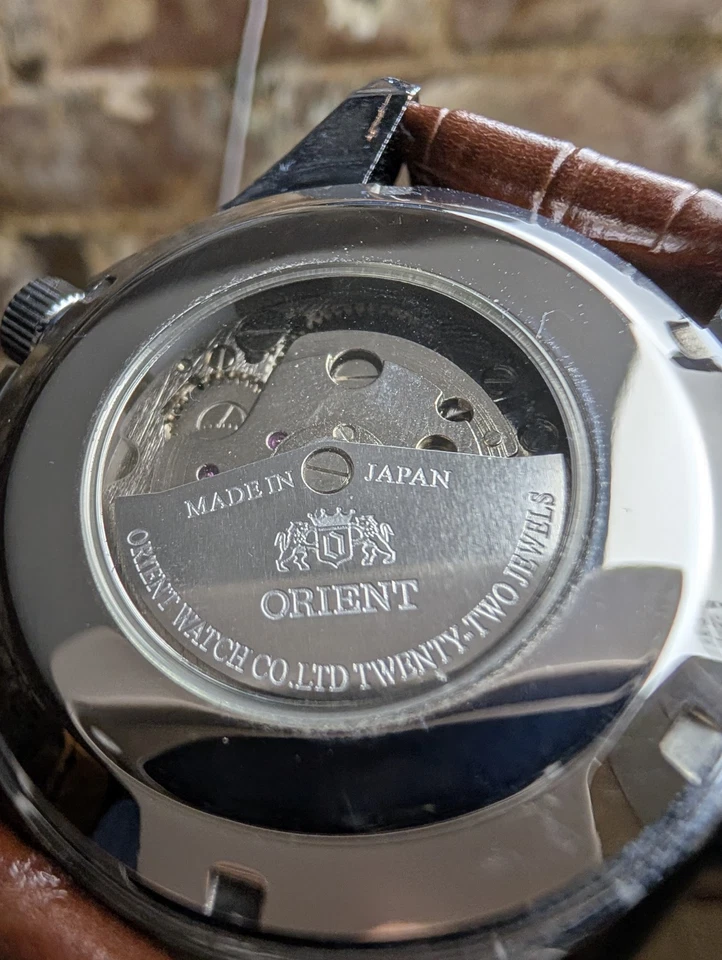 MADE IN JAPAN
O
ORIENT
ORIENT WATCH CO.LTD TWENTY-TWO JEWELS